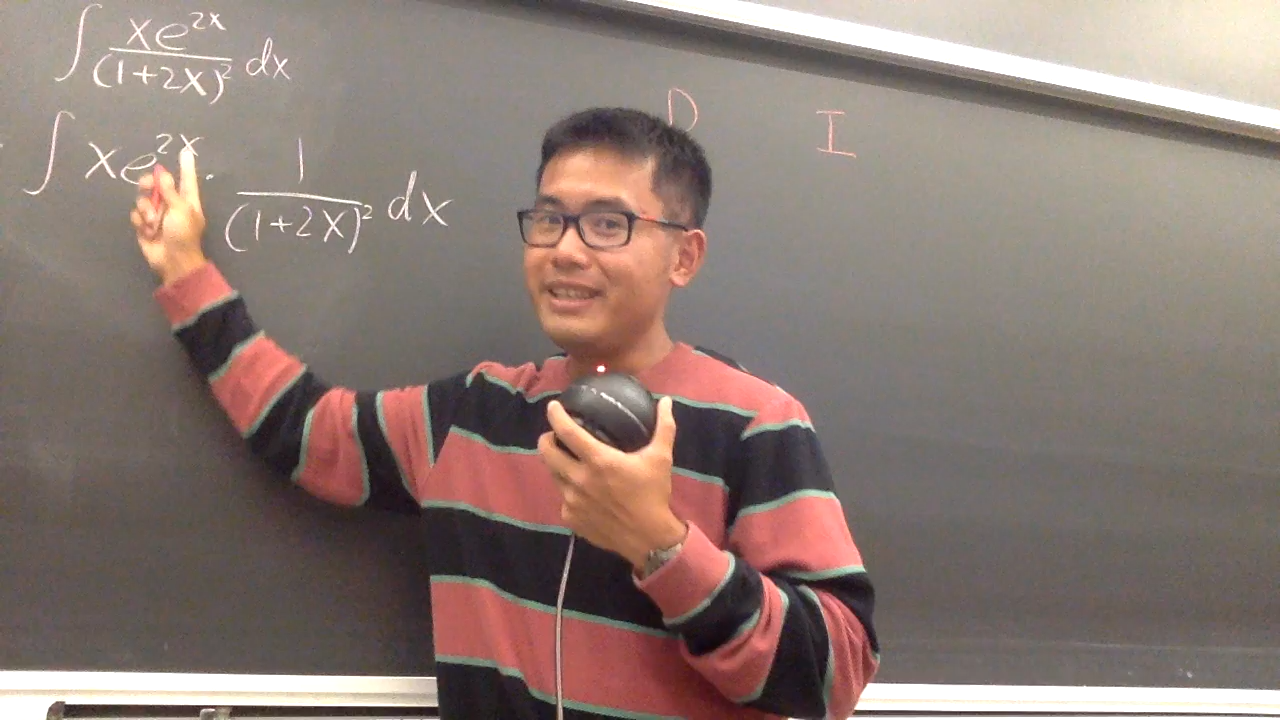 ∫ xe^{2x}/(1+2x)^2 dx
∫ xe^{2x} · 1/(1+2x)^2 dx
D I